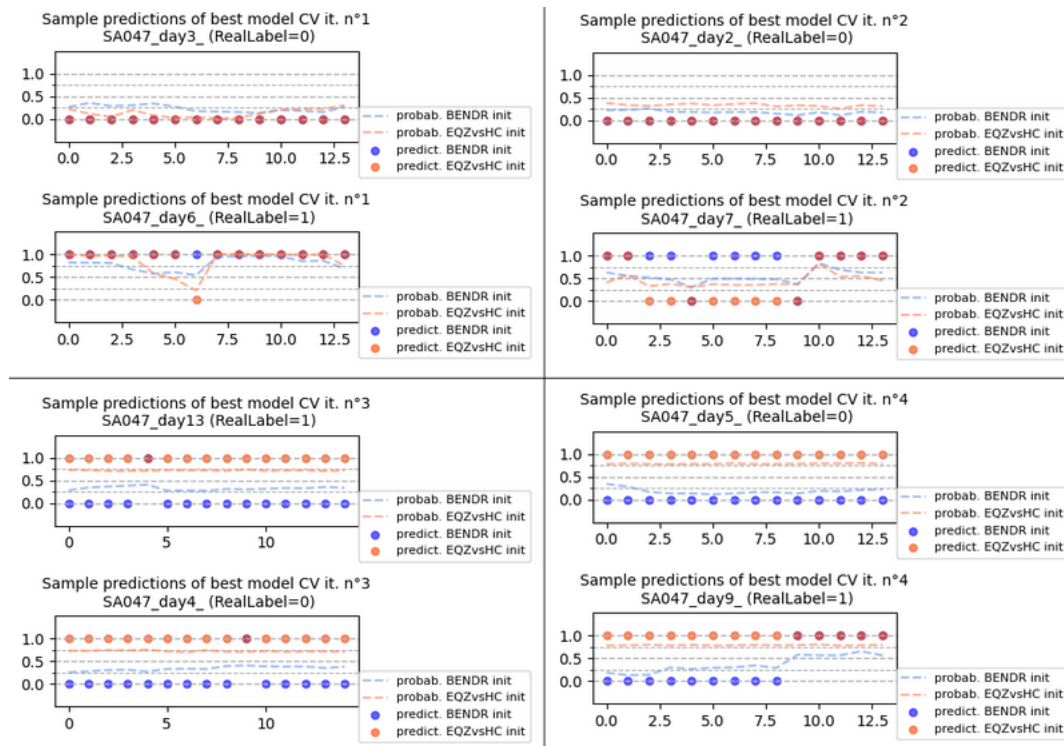 Sample predictions of best model CV it. n°1
SA047_day3_ (RealLabel=0)
1.0
0.5
0.0
0.0 2.5 5.0 7.5 10.0 12.5
probab. BENDR init
probab. EQZvsHC init
predict. BENDR init
predict. EQZvsHC init
Sample predictions of best model CV it. n°1
SA047_day6_ (RealLabel=1)
1.0
0.5
0.0
0.0 2.5 5.0 7.5 10.0 12.5
probab. BENDR init
probab. EQZvsHC init
predict. BENDR init
predict. EQZvsHC init
Sample predictions of best model CV it. n°2
SA047_day2_ (RealLabel=0)
1.0
0.5
0.0
0.0 2.5 5.0 7.5 10.0 12.5
probab. BENDR init
probab. EQZvsHC init
predict. BENDR init
predict. EQZvsHC init
Sample predictions of best model CV it. n°2
SA047_day7_ (RealLabel=1)
1.0
0.5
0.0
0.0 2.5 5.0 7.5 10.0 12.5
probab. BENDR init
probab. EQZvsHC init
predict. BENDR init
predict. EQZvsHC init
Sample predictions of best model CV it. n°3
SA047_day13 (RealLabel=1)
1.0
0.5
0.0
0 5 10
probab. BENDR init
probab. EQZvsHC init
predict. BENDR init
predict. EQZvsHC init
Sample predictions of best model CV it. n°3
SA047_day4_ (RealLabel=0)
1.0
0.5
0.0
0 5 10
probab. BENDR init
probab. EQZvsHC init
predict. BENDR init
predict. EQZvsHC init
Sample predictions of best model CV it. n°4
SA047_day5_ (RealLabel=0)
1.0
0.5
0.0
0.0 2.5 5.0 7.5 10.0 12.5
probab. BENDR init
probab. EQZvsHC init
predict. BENDR init
predict. EQZvsHC init
Sample predictions of best model CV it. n°4
SA047_day9_ (RealLabel=1)
1.0
0.5
0.0
0.0 2.5 5.0 7.5 10.0 12.5
probab. BENDR init
probab. EQZvsHC init
predict. BENDR init
predict. EQZvsHC init